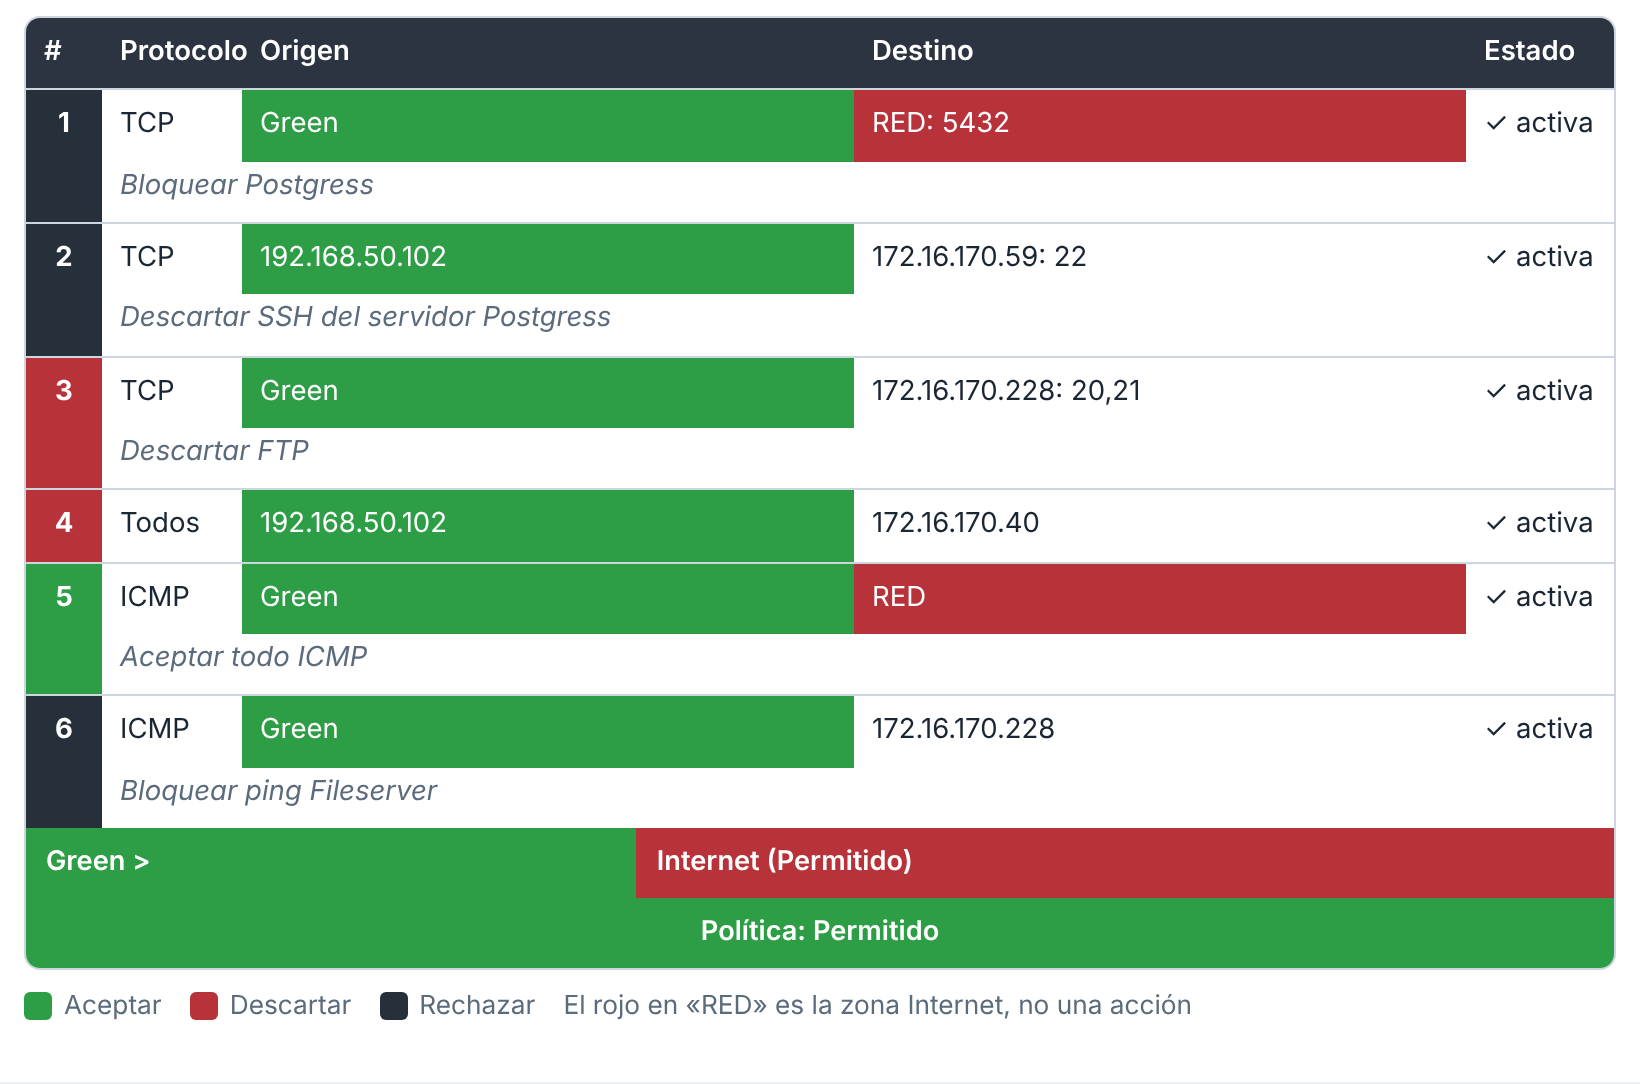 # Protocolo Origen Destino Estado
1 TCP Green RED: 5432 ✓ activa
Bloquear Postgress
2 TCP 192.168.50.102 172.16.170.59: 22 ✓ activa
Descartar SSH del servidor Postgress
3 TCP Green 172.16.170.228: 20,21 ✓ activa
Descartar FTP
4 Todos 192.168.50.102 172.16.170.40 ✓ activa
5 ICMP Green RED ✓ activa
Aceptar todo ICMP
6 ICMP Green 172.16.170.228 ✓ activa
Bloquear ping Fileserver
Green > Internet (Permitido)
Política: Permitido
Aceptar Descartar Rechazar El rojo en «RED» es la zona Internet, no una acción